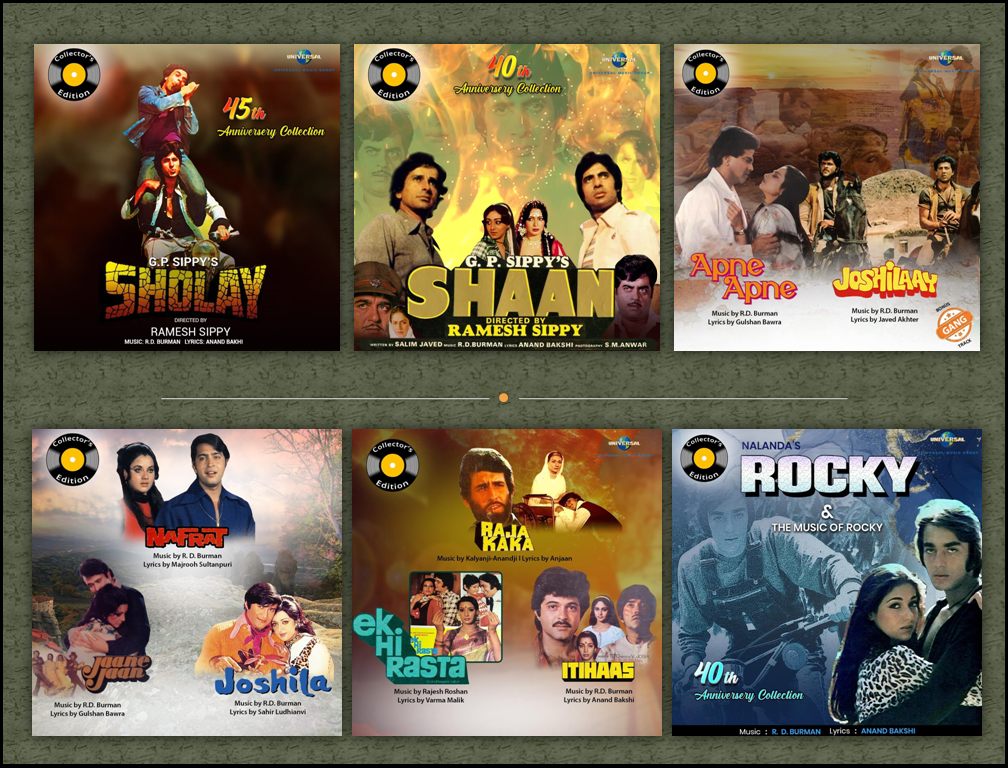 Collector's
Edition
UNIVERSAL
45th
Anniversery Collection
G.P. SIPPY'S
SHOLAY
DIRECTED BY
RAMESH SIPPY
MUSIC: R.D. BURMAN LYRICS: ANAND BAKHI
Collector's
Edition
40th
Anniversery Collection
UNIVERSAL
G. P. SIPPY'S
SHAAN
DIRECTED BY
RAMESH SIPPY
WRITTEN BY SALIM JAVED MUSIC R.D.BURMAN LYRICS ANAND BAKSHI PHOTOGRAPHY S.M.ANWAR
Collector's
Edition
UNIVERSAL
Apne
Apne
Music by R.D. Burman
Lyrics by Gulshan Bawra
JOSHILAAY
Music by R.D. Burman
Lyrics by Javed Akhter
BONUS
GANG
TRACK
Collector's
Edition
NAFRAT
Music by R. D. Burman
Lyrics by Majrooh Sultanpuri
Jaane
Jaan
Music by R.D. Burman
Lyrics by Gulshan Bawra
Joshila
Music by R.D. Burman
Lyrics by Sahir Ludhianvi
Collector's
Edition
UNIVERSAL
RAJA
KAKA
Music by Kalyanji-Anandji I Lyrics by Anjaan
ek
Hi
RASTA
Music by Rajesh Roshan
Lyrics by Varma Malik
ITIHAAS
Music by R.D. Burman
Lyrics by Anand Bakshi
Collector's
Edition
UNIVERSAL
NALANDA'S
ROCKY
&
THE MUSIC OF ROCKY
40th
Anniversery Collection
Music : R. D. BURMAN Lyrics : ANAND BAKSHI